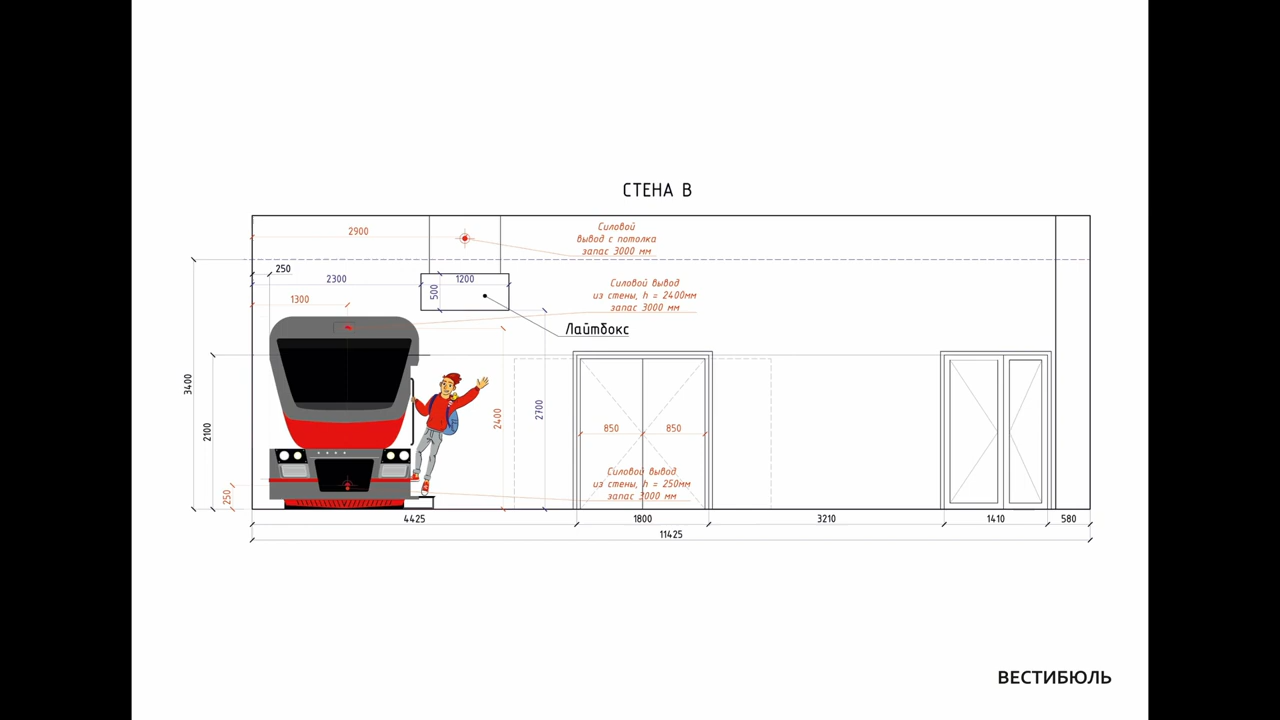 СТЕНА В
Силовой
вывод с потолка
запас 3000 мм
2900
250
2300
1200
500
1300
Силовой вывод
из стены, h = 2400мм
запас 3000 мм
Лайтбокс
3400
2100
2400
2700
850
850
Силовой вывод
из стены, h = 250мм
запас 3000 мм
250
4425
1800
3210
1410
580
11425
ВЕСТИБЮЛЬ